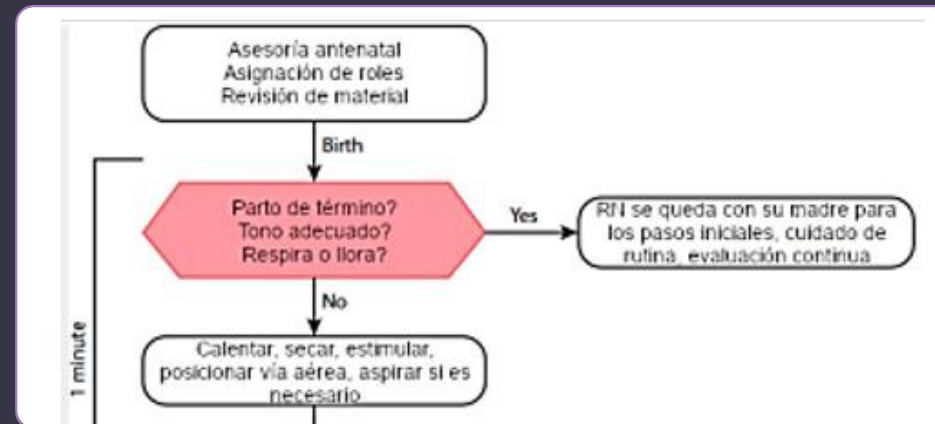 Asesoría antenatal
Asignación de roles
Revisión de material
Birth
Parto de término?
Tono adecuado?
Respira o llora?
Yes
RN se queda con su madre para
los pasos iniciales, cuidado de
rutina, evaluación continua
No
1 minute
Calentar, secar, estimular,
posicionar vía aérea, aspirar si es
necesario